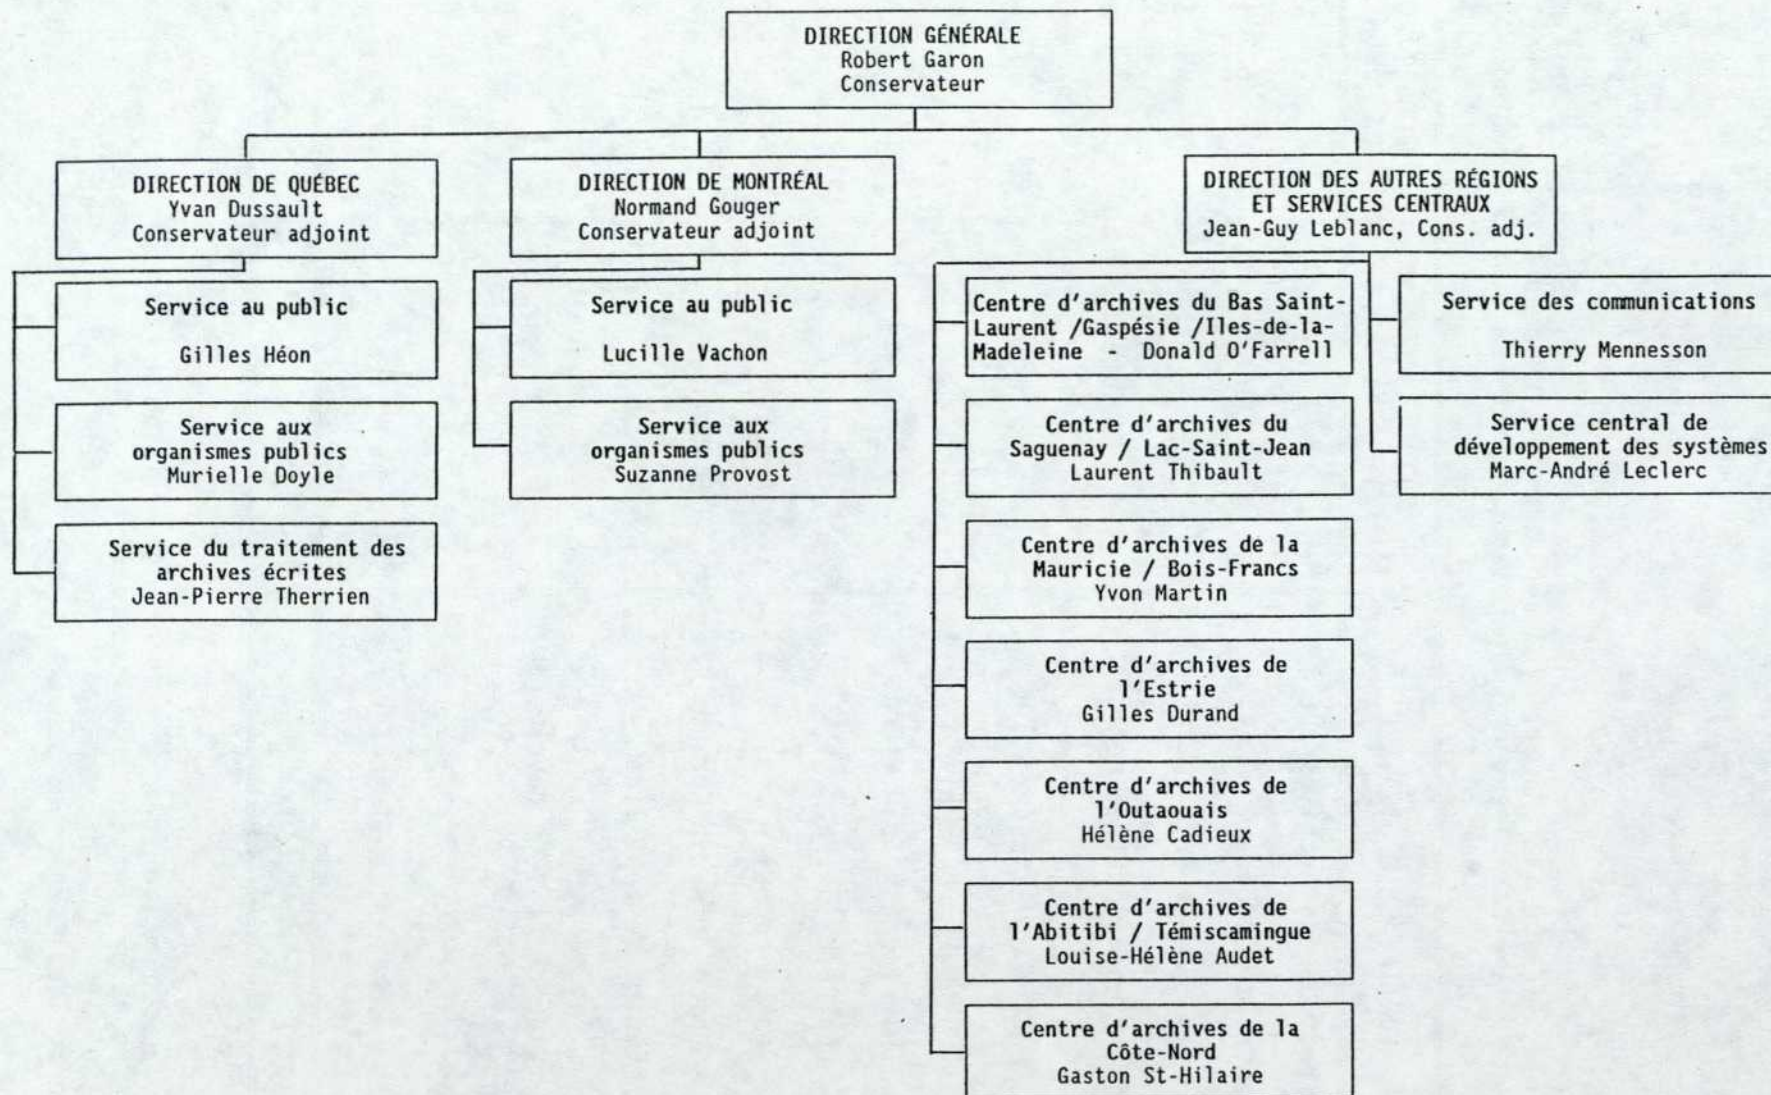 DIRECTION GÉNÉRALE
Robert Garon
Conservateur
DIRECTION DE QUÉBEC
Yvan Dussault
Conservateur adjoint
Service au public
Gilles Héon
Service aux
organismes publics
Murielle Doyle
Service du traitement des
archives écrites
Jean-Pierre Therrien
DIRECTION DE MONTRÉAL
Normand Gouger
Conservateur adjoint
Service au public
Lucille Vachon
Service aux
organismes publics
Suzanne Provost
DIRECTION DES AUTRES RÉGIONS
ET SERVICES CENTRAUX
Jean-Guy Leblanc, Cons. adj.
Centre d'archives du Bas Saint-
Laurent /Gaspésie /Iles-de-la-
Madeleine - Donald O'Farrell
Centre d'archives du
Saguenay / Lac-Saint-Jean
Laurent Thibault
Centre d'archives de la
Mauricie / Bois-Francs
Yvon Martin
Centre d'archives de
l'Estrie
Gilles Durand
Centre d'archives de
l'Outaouais
Hélène Cadieux
Centre d'archives de
l'Abitibi / Témiscamingue
Louise-Hélène Audet
Centre d'archives de la
Côte-Nord
Gaston St-Hilaire
Service des communications
Thierry Mennesson
Service central de
développement des systèmes
Marc-André Leclerc